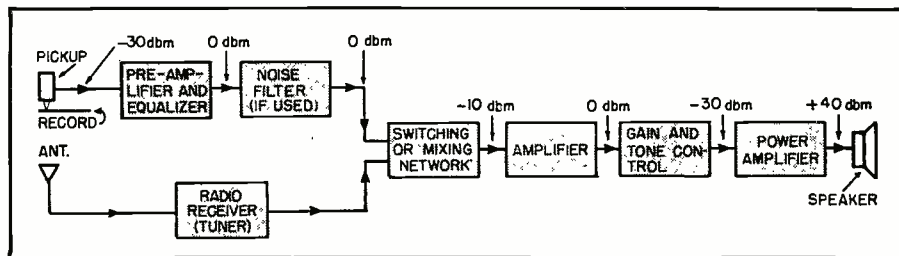 -30 dbm
0 dbm
0 dbm
PICKUP
PRE-AMP-
LIFIER AND
EQUALIZER
NOISE
FILTER
(IF USED)
RECORD
ANT.
RADIO
RECEIVER
(TUNER)
SWITCHING
OR MIXING
NETWORK
-10 dbm
AMPLIFIER
0 dbm
GAIN AND
TONE CON-
TROL
-30 dbm
POWER
AMPLIFIER
+40 dbm
SPEAKER